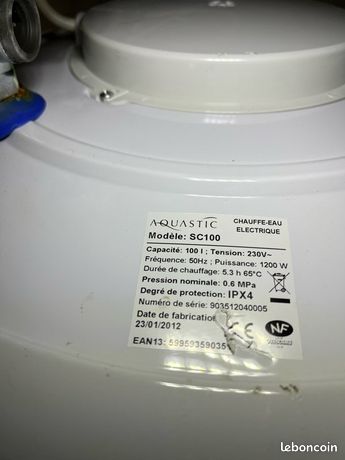 AQUASTIC CHAUFFE-EAU
ELECTRIQUE
Modèle: SC100
Capacité: 100 l ; Tension: 230V~
Fréquence: 50Hz ; Puissance: 1200 W
Durée de chauffage: 5.3 h 65°C
Pression nominale: 0.6 MPa
Degré de protection: IPX4
Numéro de série: 903512040005
Date de fabrication
23/01/2012
CE
NF
EAN13: 59959359035
leboncoin